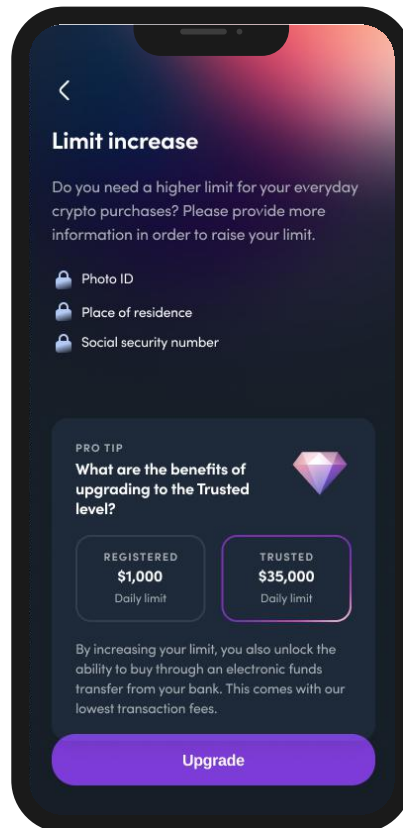 Limit increase
Do you need a higher limit for your everyday
crypto purchases? Please provide more
information in order to raise your limit.
Photo ID
Place of residence
Social security number
PRO TIP
What are the benefits of
upgrading to the Trusted
level?
REGISTERED
$1,000
Daily limit
TRUSTED
$35,000
Daily limit
By increasing your limit, you also unlock the
ability to buy through an electronic funds
transfer from your bank. This comes with our
lowest transaction fees.
Upgrade